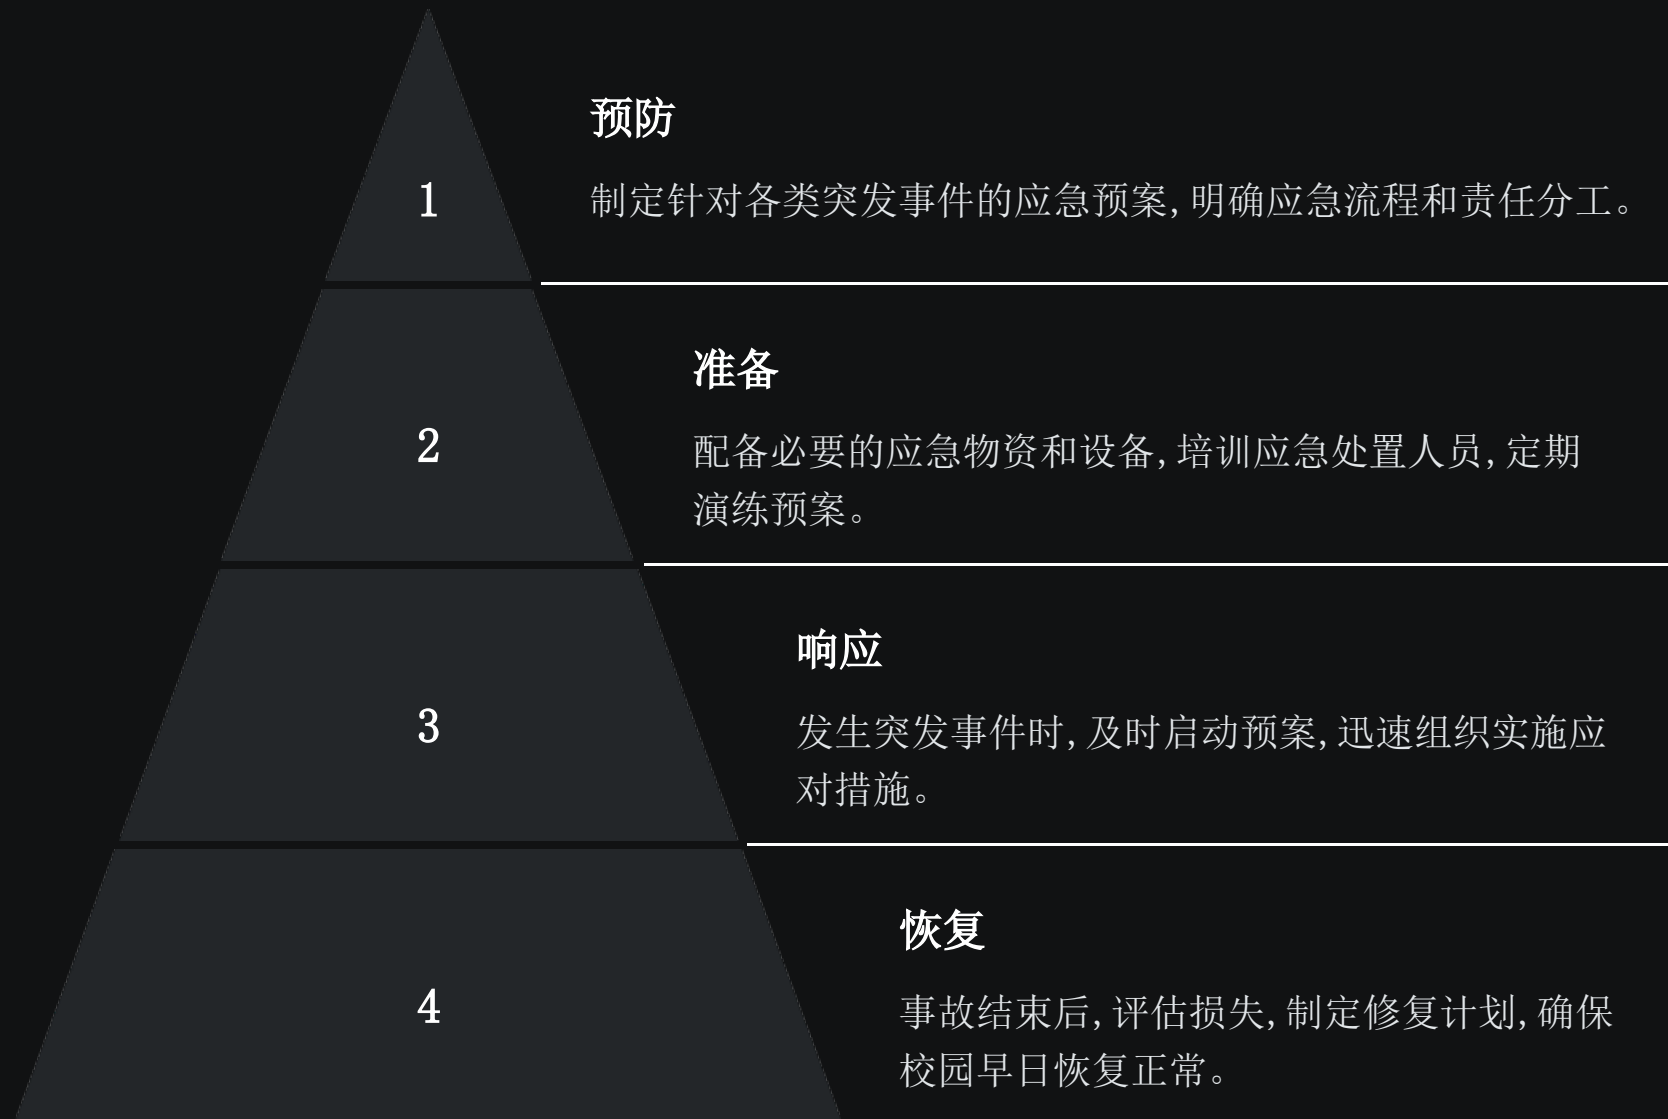 预防
1
制定针对各类突发事件的应急预案,明确应急流程和责任分工。
准备
2
配备必要的应急物资和设备,培训应急处置人员,定期
演练预案。
响应
3
发生突发事件时,及时启动预案,迅速组织实施应
对措施。
恢复
4
事故结束后,评估损失,制定修复计划,确保
校园早日恢复正常。